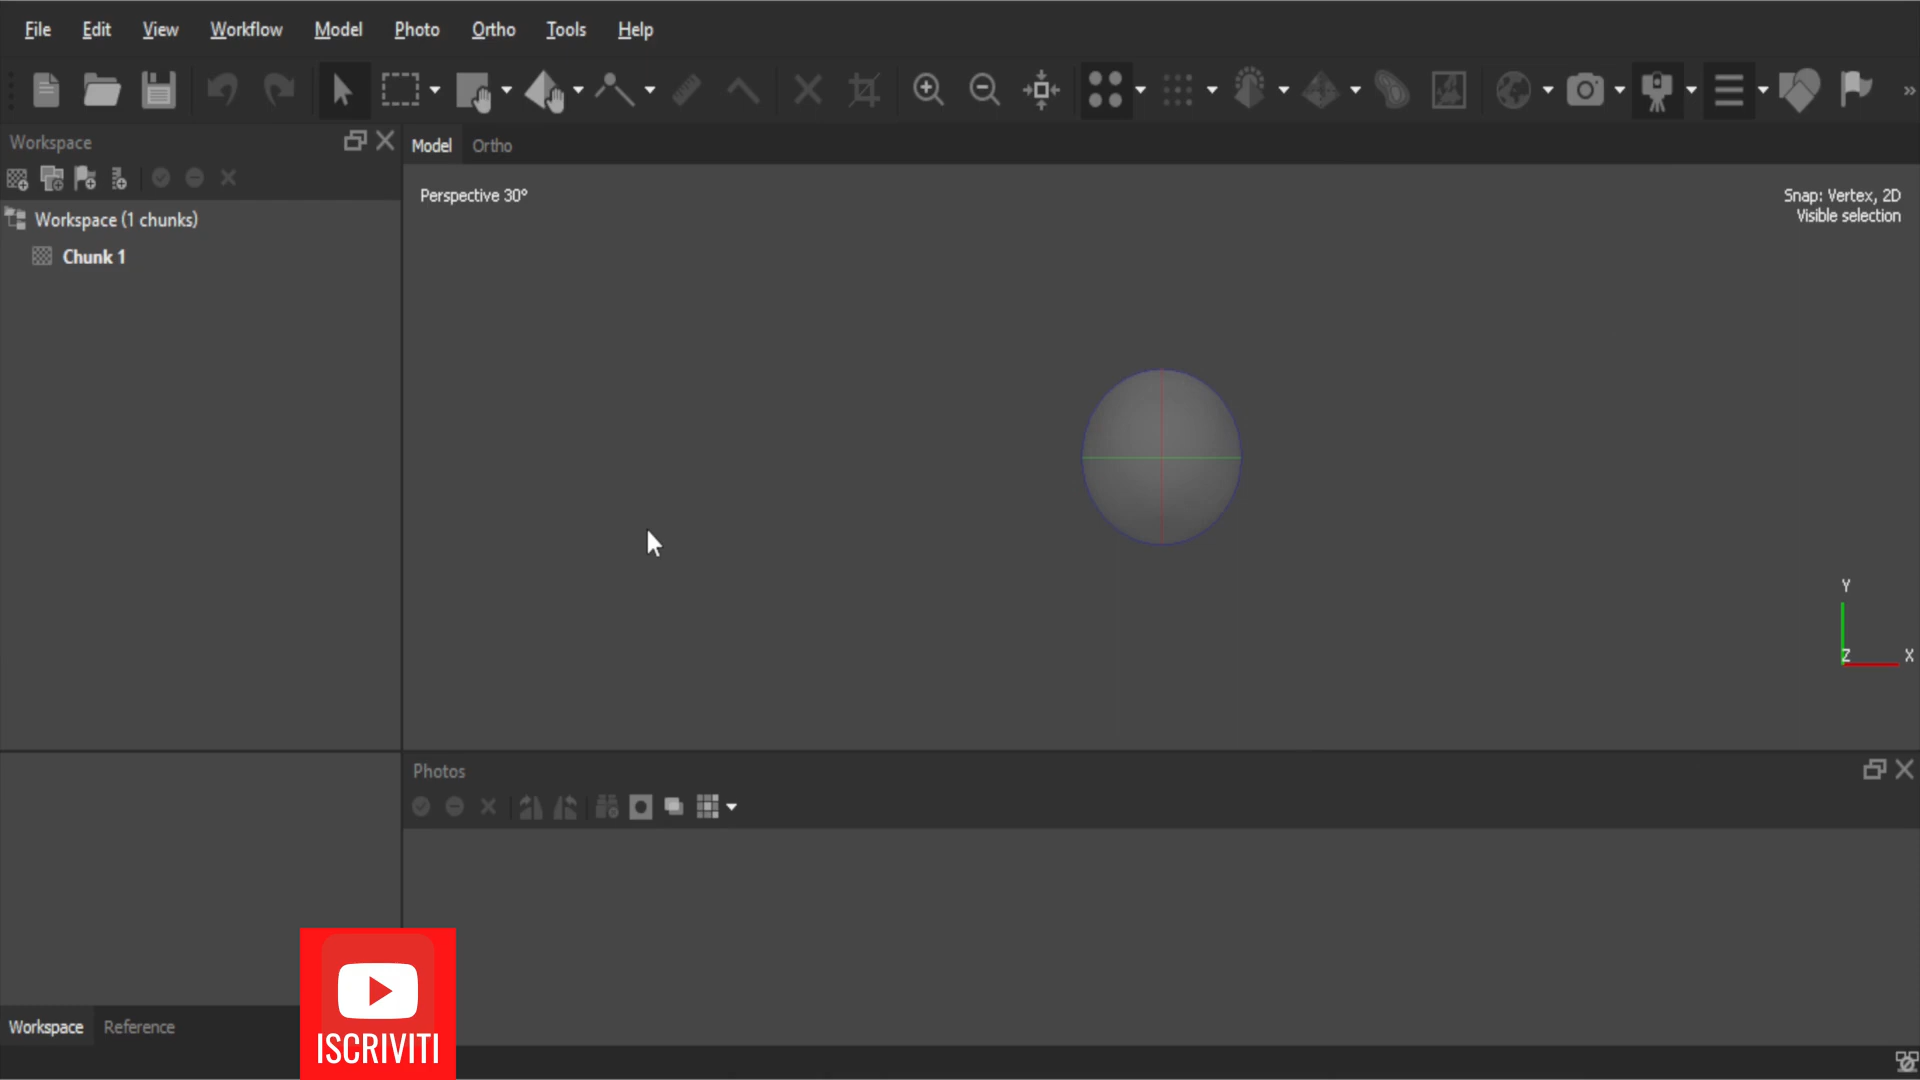 File Edit View Workflow Model Photo Ortho Tools Help
Workspace
Model Ortho
Perspective 30°
Snap: Vertex, 2D
Visible selection
Workspace (1 chunks)
Chunk 1
Y
Z X
Photos
Workspace Reference
ISCRIVITI